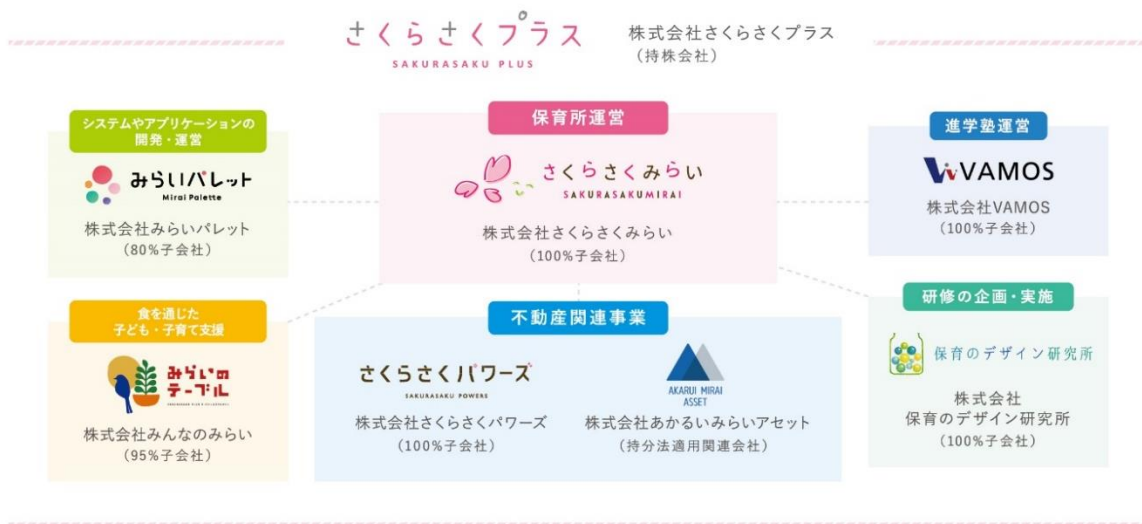 さくらさくプラス
SAKURASAKU PLUS
株式会社さくらさくプラス
（持株会社）
システムやアプリケーションの
開発・運営
みらいパレット
Mirai Palette
株式会社みらいパレット
（80%子会社）
保育所運営
さくらさくみらい
SAKURASAKUMIRAI
株式会社さくらさくみらい
（100%子会社）
進学塾運営
VAMOS
株式会社VAMOS
（100%子会社）
食を通じた
子ども・子育て支援
みらいの
テーブル
株式会社みんなのみらい
（95%子会社）
不動産関連事業
さくらさくパワーズ
SAKURASAKU POWERS
株式会社さくらさくパワーズ
（100%子会社）
AKARUI MIRAI
ASSET
株式会社あかるいみらいアセット
（持分法適用関連会社）
研修の企画・実施
保育のデザイン研究所
株式会社
保育のデザイン研究所
（100%子会社）